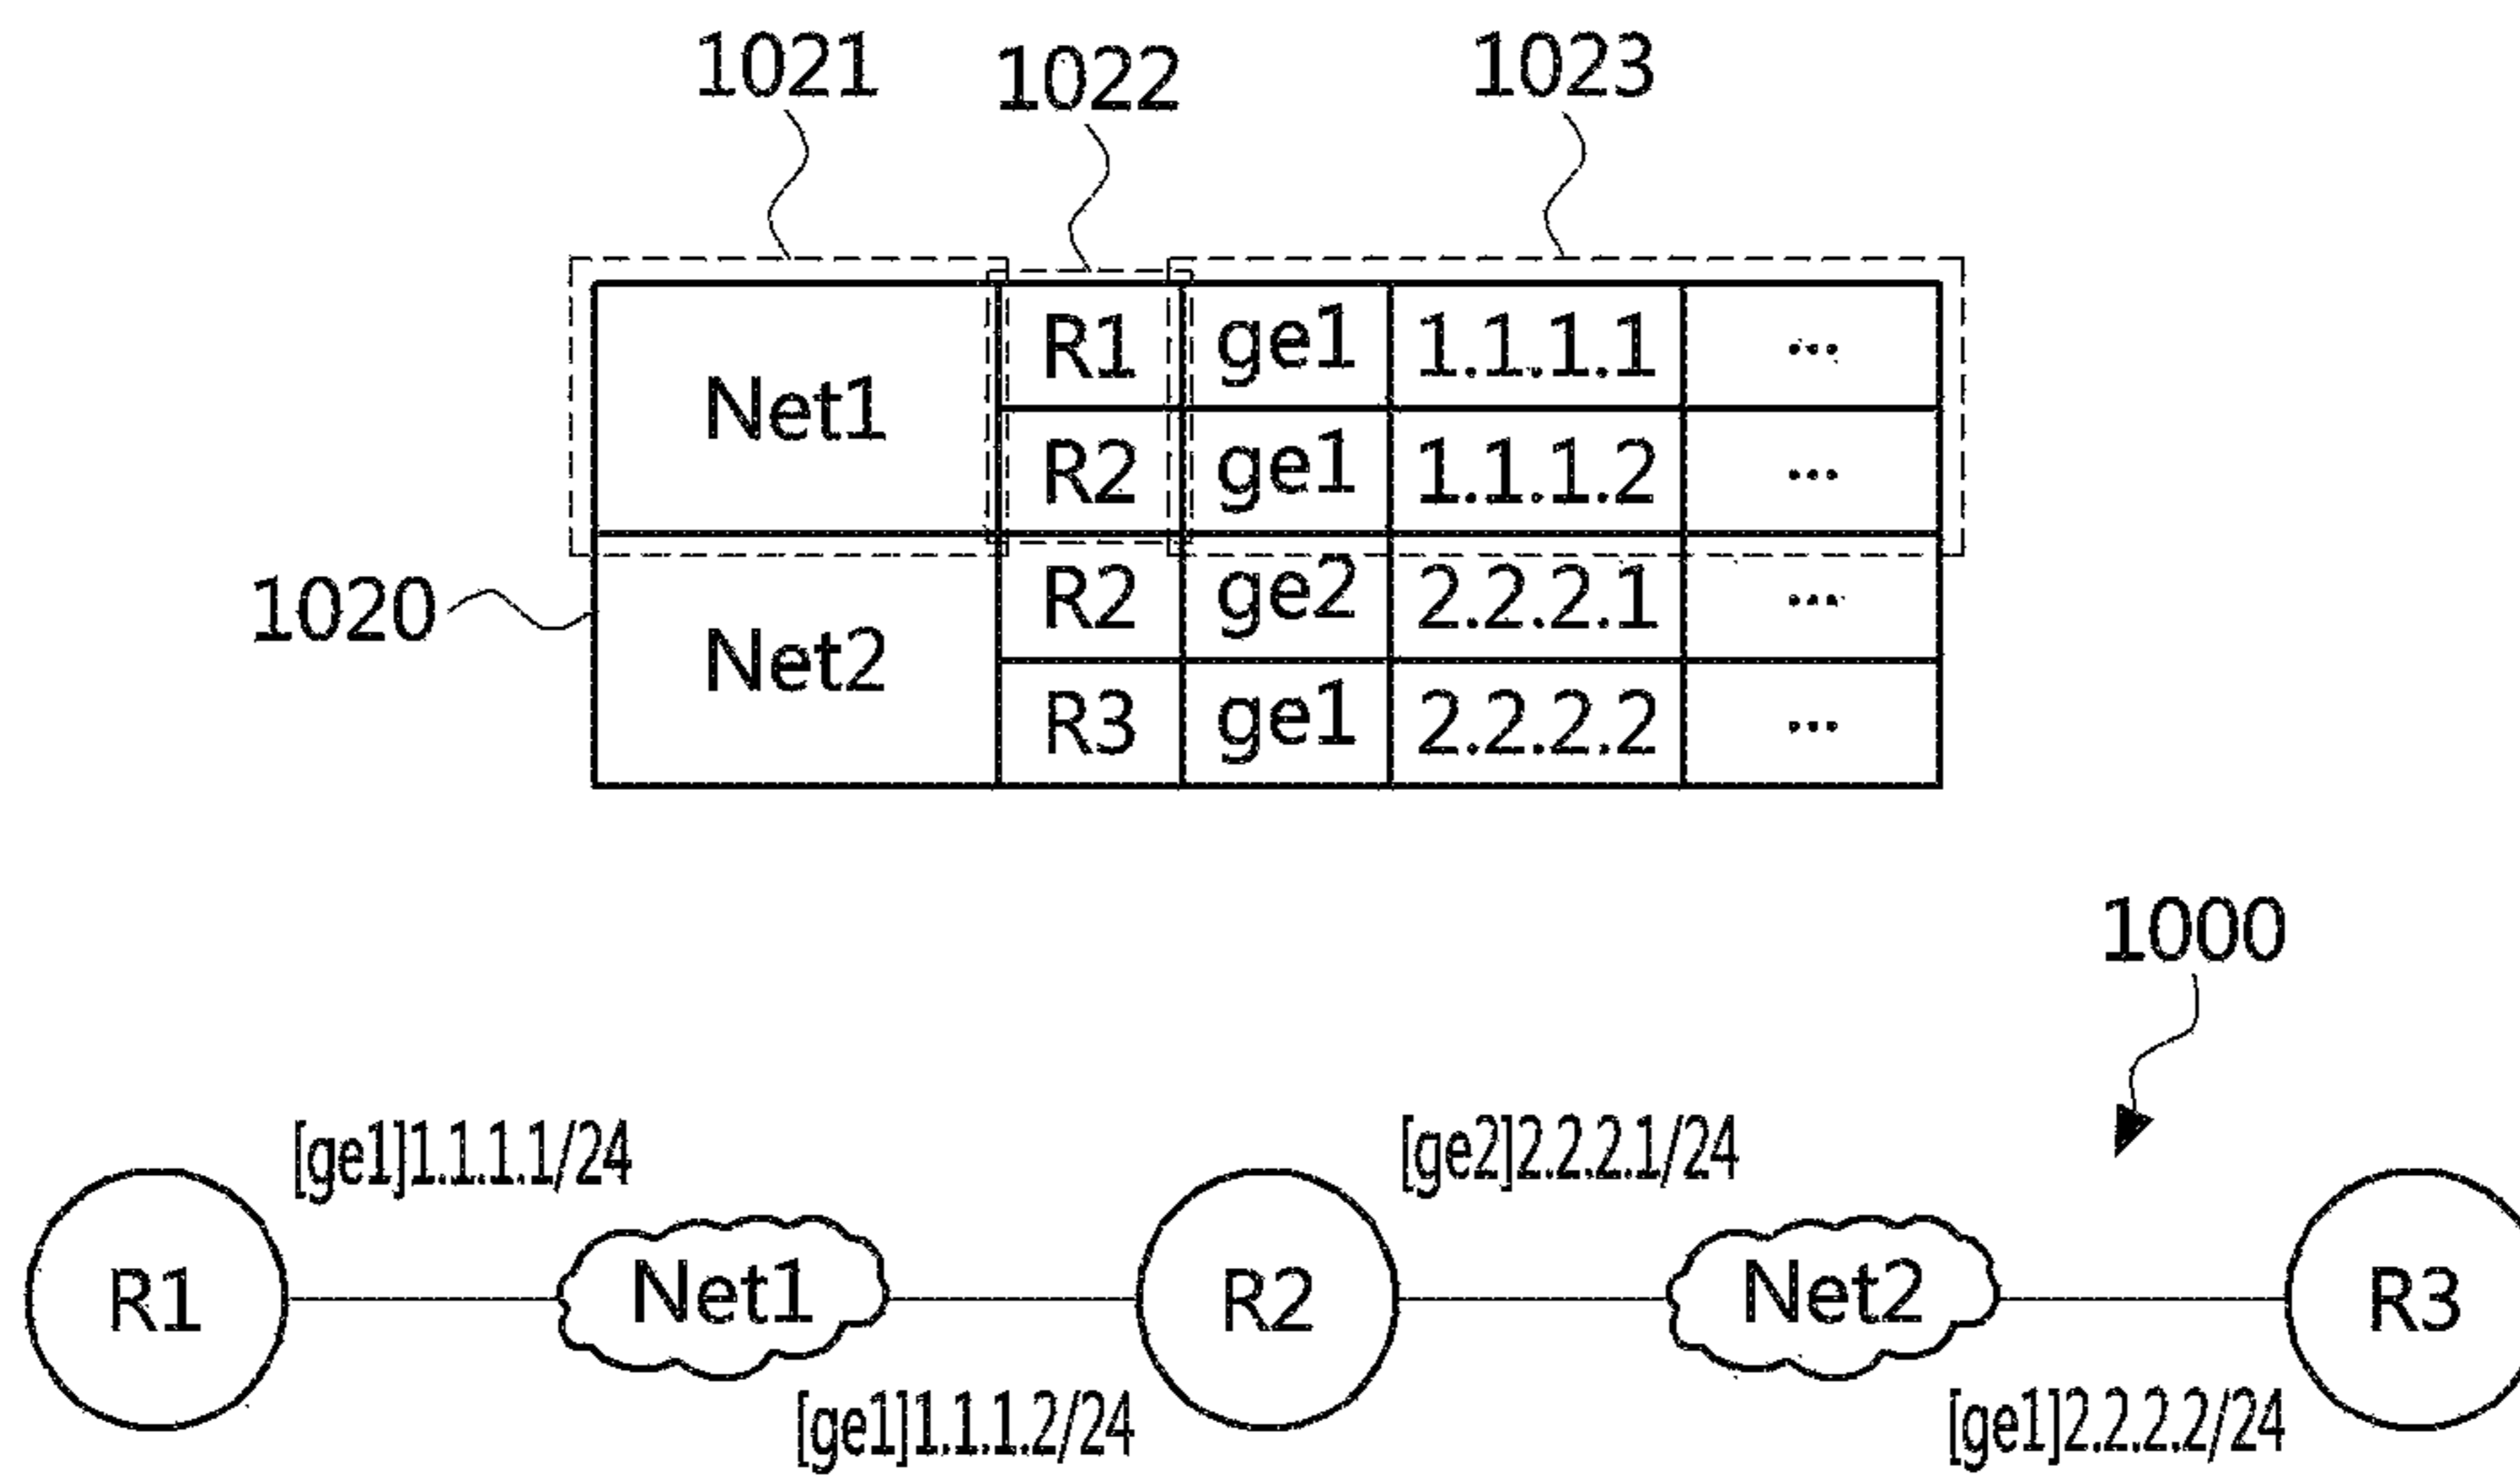 1021 1022 1023
Net1 R1 ge1 1.1.1.1 ...
R2 ge1 1.1.1.2 ...
1020
Net2 R2 ge2 2.2.2.1 ...
R3 ge1 2.2.2.2 ...
1000
[ge1]1.1.1.1/24 [ge2]2.2.2.1/24
R1 Net1 R2 Net2 R3
[ge1]1.1.1.2/24 [ge1]2.2.2.2/24